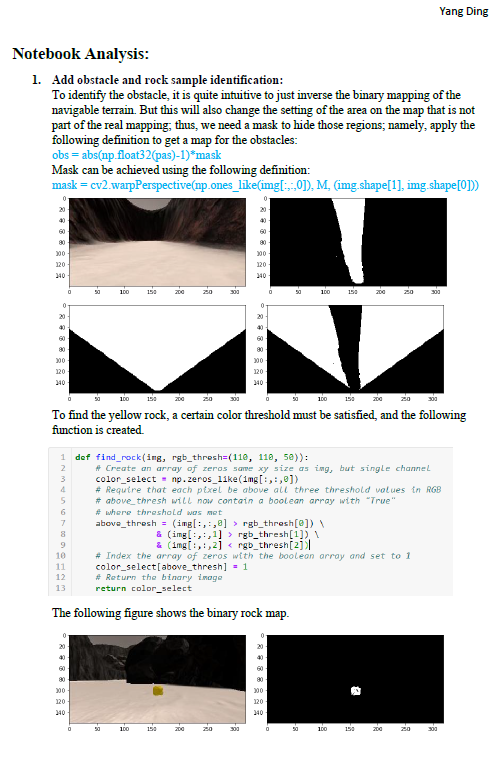 Yang Ding
Notebook Analysis:
1. Add obstacle and rock sample identification:
To identify the obstacle, it is quite intuitive to just inverse the binary mapping of the
navigable terrain. But this will also change the setting of the area on the map that is not
part of the real mapping; thus, we need a mask to hide those regions; namely, apply the
following definition to get a map for the obstacles:
obs = abs(np.float32(pas)-1)*mask
Mask can be achieved using the following definition:
mask = cv2.warpPerspective(np.ones_like(img[:,:,0]), M, (img.shape[1], img.shape[0]))
0
20
40
60
80
100
120
140
0 50 100 150 200 250 300
0
20
40
60
80
100
120
140
0 50 100 150 200 250 300
0
20
40
60
80
100
120
140
0 50 100 150 200 250 300
0
20
40
60
80
100
120
140
0 50 100 150 200 250 300
To find the yellow rock, a certain color threshold must be satisfied, and the following
function is created.
1 def find_rock(img, rgb_thresh=(110, 110, 50)):
2 # Create an array of zeros same xy size as img, but single channel
3 color_select = np.zeros_like(img[:,:,0])
4 # Require that each pixel be above all three threshold values in RGB
5 # above_thresh will now contain a boolean array with "True"
6 # where threshold was met
7 above_thresh = (img[:,:,0] > rgb_thresh[0]) \
8 & (img[:,:,1] > rgb_thresh[1]) \
9 & (img[:,:,2] < rgb_thresh[2])
10 # Index the array of zeros with the boolean array and set to 1
11 color_select[above_thresh] = 1
12 # Return the binary image
13 return color_select
The following figure shows the binary rock map.
0
20
40
60
80
100
120
140
0 50 100 150 200 250 300
0
20
40
60
80
100
120
140
0 50 100 150 200 250 300